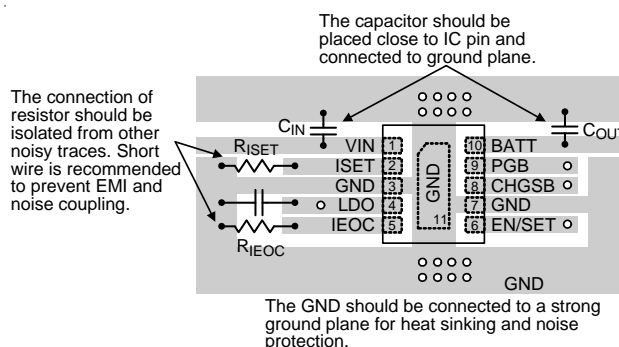 The capacitor should be
placed close to IC pin and
connected to ground plane.
The connection of
resistor should be
isolated from other
noisy traces. Short
wire is recommended
to prevent EMI and
noise coupling.
CIN
COUT
RISET
VIN 1
10 BATT
ISET 2
9 PGB
GND 3
8 CHGSB
LDO 4
7 GND
IEOC 5
6 EN/SET
GND
11
RIEOC
GND
The GND should be connected to a strong
ground plane for heat sinking and noise
protection.